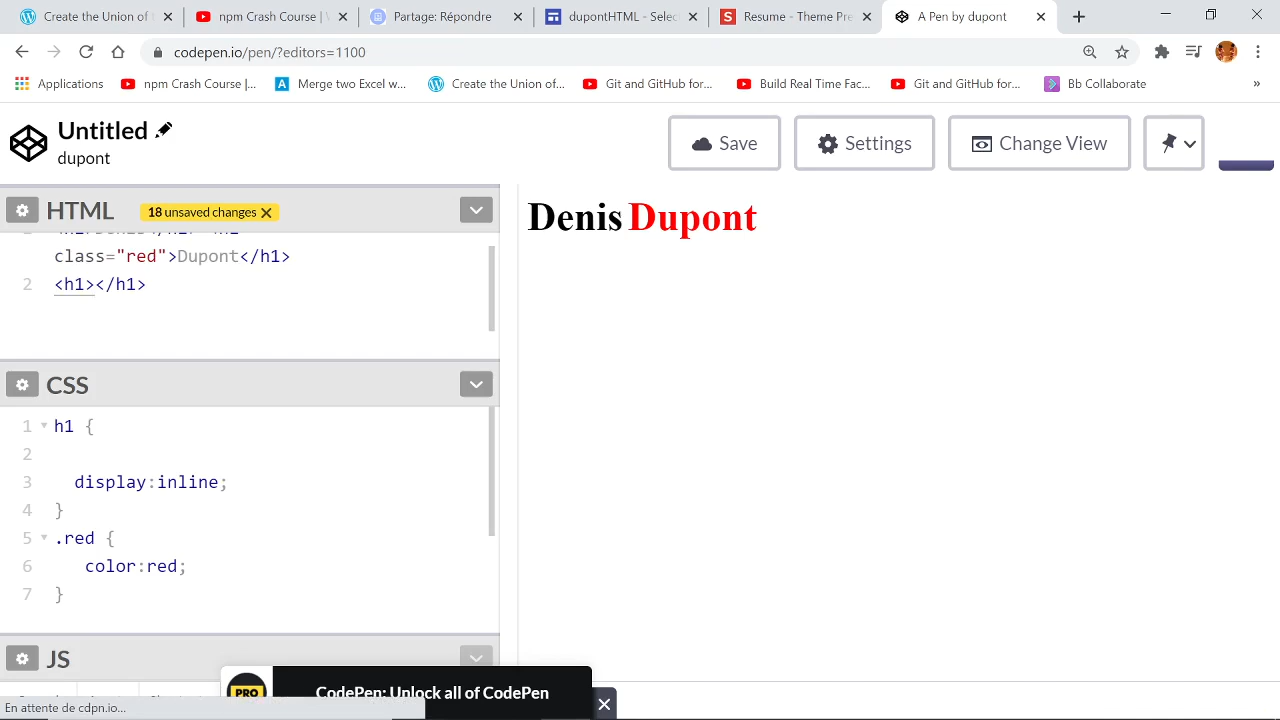 Create the Union of
npm Crash Course | \
Partage: Répondre
dupontHTML - Selec
Resume - Theme Pre
A Pen by dupont
codepen.io/pen/?editors=1100
Applications
npm Crash Course |...
Merge two Excel w...
Create the Union of...
Git and GitHub for...
Build Real Time Fac...
Git and GitHub for...
Bb Collaborate
»
Untitled
dupont
Save
Settings
Change View
HTML
18 unsaved changes
class="red">Dupont</h1>
2 <h1></h1>
CSS
1 h1 {
2
3 display:inline;
4 }
5 .red {
6 color:red;
7 }
JS
Denis Dupont
PRO
CodePen: Unlock all of CodePen
En attente de cdpn.io...